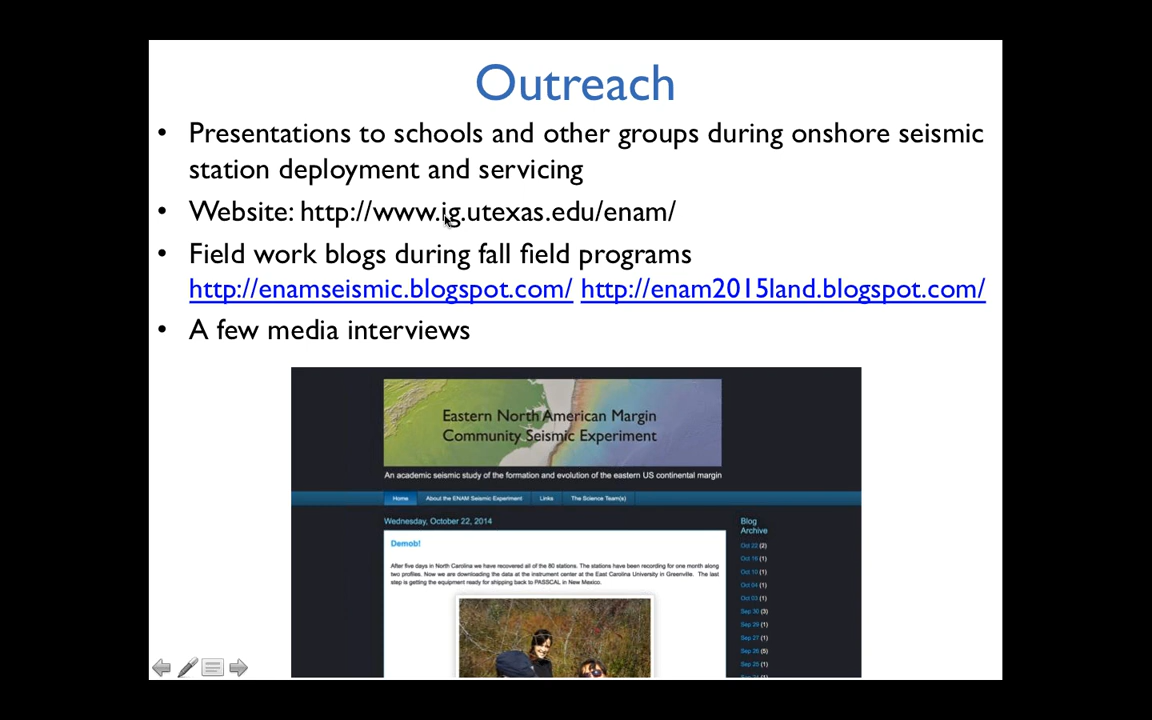 Outreach
• Presentations to schools and other groups during onshore seismic
station deployment and servicing
• Website: http://www.ig.utexas.edu/enam/
• Field work blogs during fall field programs
http://enamseismic.blogspot.com/ http://enam2015land.blogspot.com/
• A few media interviews
Eastern North American Margin
Community Seismic Experiment
An academic seismic study of the formation and evolution of the eastern US continental margin
Home About the ENAM Seismic Experiment Links The Science Team(s)
Wednesday, October 22, 2014
Demob!
After five days in North Carolina we have recovered all of the 80 stations. The stations have been recording for one month along
two profiles. Now we are downloading the data at the instrument center at the East Carolina University in Greenville. The last
step is getting the equipment ready for shipping back to PASSCAL in New Mexico.
Blog
Archive
Oct 22 (2)
Oct 16 (1)
Oct 10 (1)
Oct 04 (1)
Oct 03 (1)
Sep 30 (3)
Sep 29 (1)
Sep 27 (1)
Sep 26 (5)
Sep 25 (1)